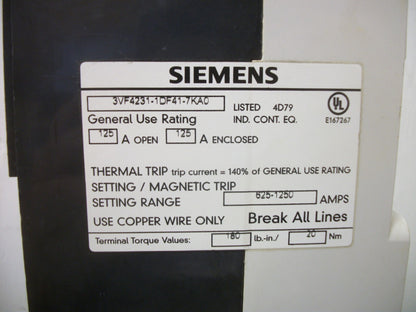 SIEMENS
3VF4231-1DF41-7KA0 LISTED 4D79
General Use Rating IND. CONT. EQ.
UL
E167267
125 A OPEN 125 A ENCLOSED
THERMAL TRIP trip current = 140% of GENERAL USE RATING
SETTING / MAGNETIC TRIP
SETTING RANGE 625-1250 AMPS
USE COPPER WIRE ONLY Break All Lines
Terminal Torque Values: 180 lb.-in./ 20 Nm